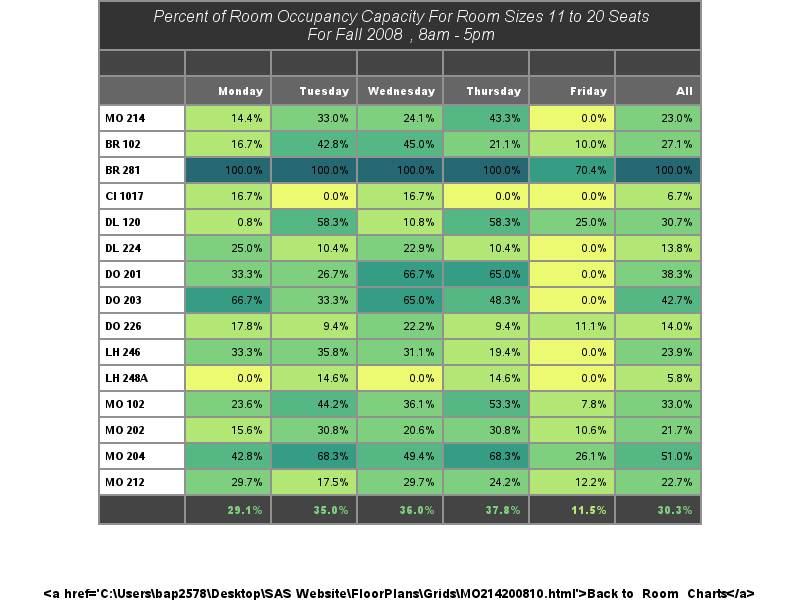 Percent of Room Occupancy Capacity For Room Sizes 11 to 20 Seats
For Fall 2008 , 8am - 5pm
Monday Tuesday Wednesday Thursday Friday All
MO 214 14.4% 33.0% 24.1% 43.3% 0.0% 23.0%
BR 102 16.7% 42.8% 45.0% 21.1% 10.0% 27.1%
BR 281 100.0% 100.0% 100.0% 100.0% 70.4% 100.0%
CI 1017 16.7% 0.0% 16.7% 0.0% 0.0% 6.7%
DL 120 0.8% 58.3% 10.8% 58.3% 25.0% 30.7%
DL 224 25.0% 10.4% 22.9% 10.4% 0.0% 13.8%
DO 201 33.3% 26.7% 66.7% 65.0% 0.0% 38.3%
DO 203 66.7% 33.3% 65.0% 48.3% 0.0% 42.7%
DO 226 17.8% 9.4% 22.2% 9.4% 11.1% 14.0%
LH 246 33.3% 35.8% 31.1% 19.4% 0.0% 23.9%
LH 248A 0.0% 14.6% 0.0% 14.6% 0.0% 5.8%
MO 102 23.6% 44.2% 36.1% 53.3% 7.8% 33.0%
MO 202 15.6% 30.8% 20.6% 30.8% 10.6% 21.7%
MO 204 42.8% 68.3% 49.4% 68.3% 26.1% 51.0%
MO 212 29.7% 17.5% 29.7% 24.2% 12.2% 22.7%
29.1% 35.0% 36.0% 37.8% 11.5% 30.3%
<a href='C:\Users\bap2578\Desktop\SAS Website\FloorPlans\Grids\MO214200810.html'>Back to Room Charts</a>